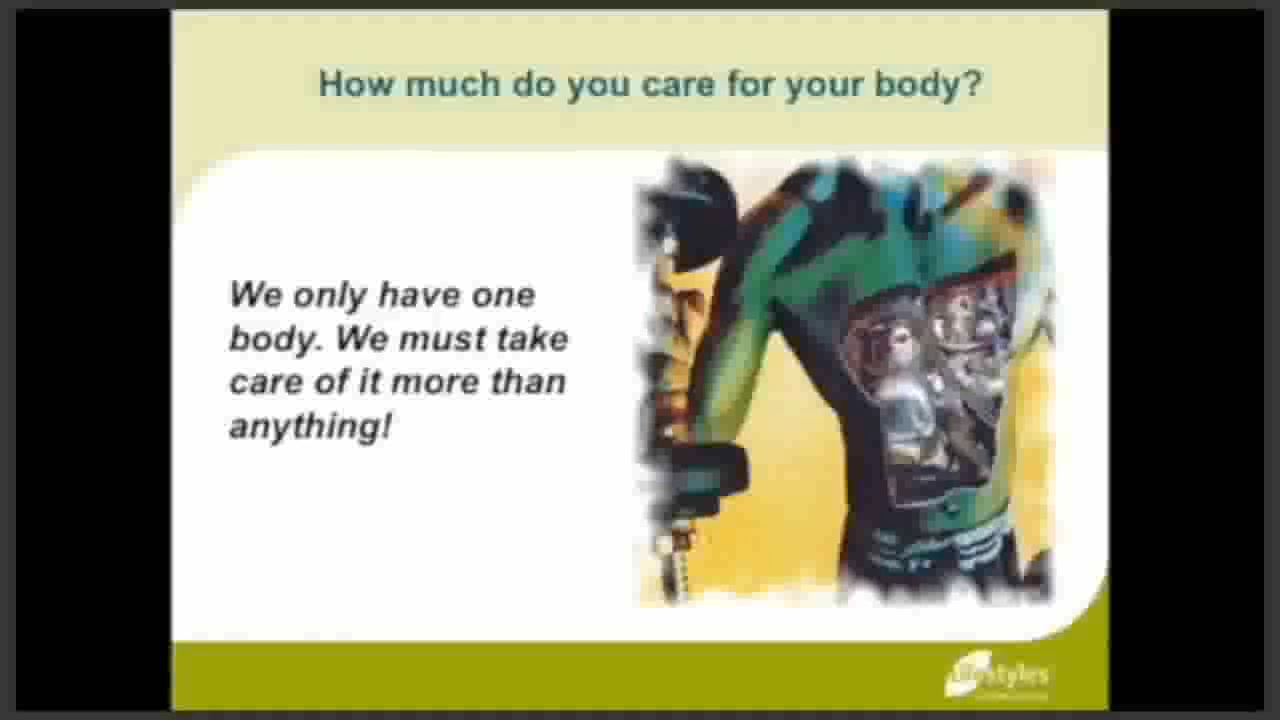 How much do you care for your body?
We only have one
body. We must take
care of it more than
anything!